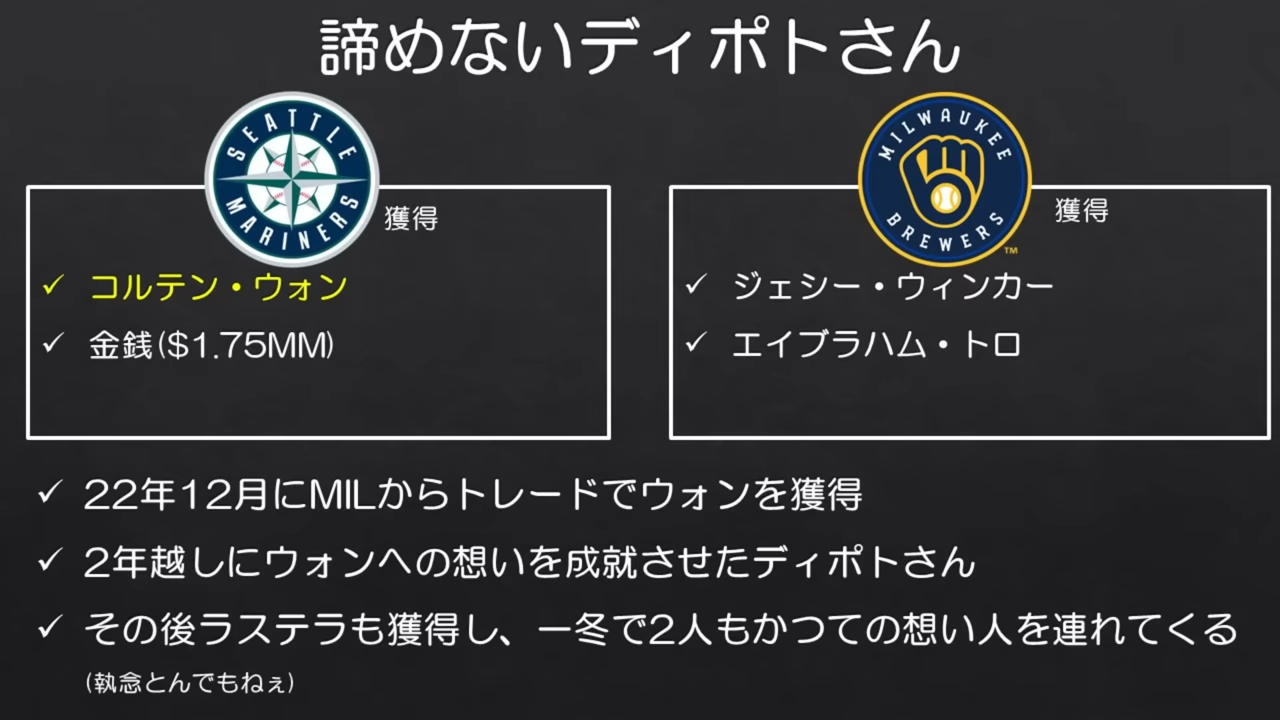 諦めないディポトさん
SEATTLE
MARINERS
獲得
✓ コルテン・ウォン
✓ 金銭($1.75MM)
MILWAUKEE
BREWERS
TM
獲得
✓ ジェシー・ウィンカー
✓ エイブラハム・トロ
✓ 22年12月にMILからトレードでウォンを獲得
✓ 2年越しにウォンへの想いを成就させたディポトさん
✓ その後ラステラも獲得し、一冬で2人もかつての想い人を連れてくる
(執念とんでもねぇ)